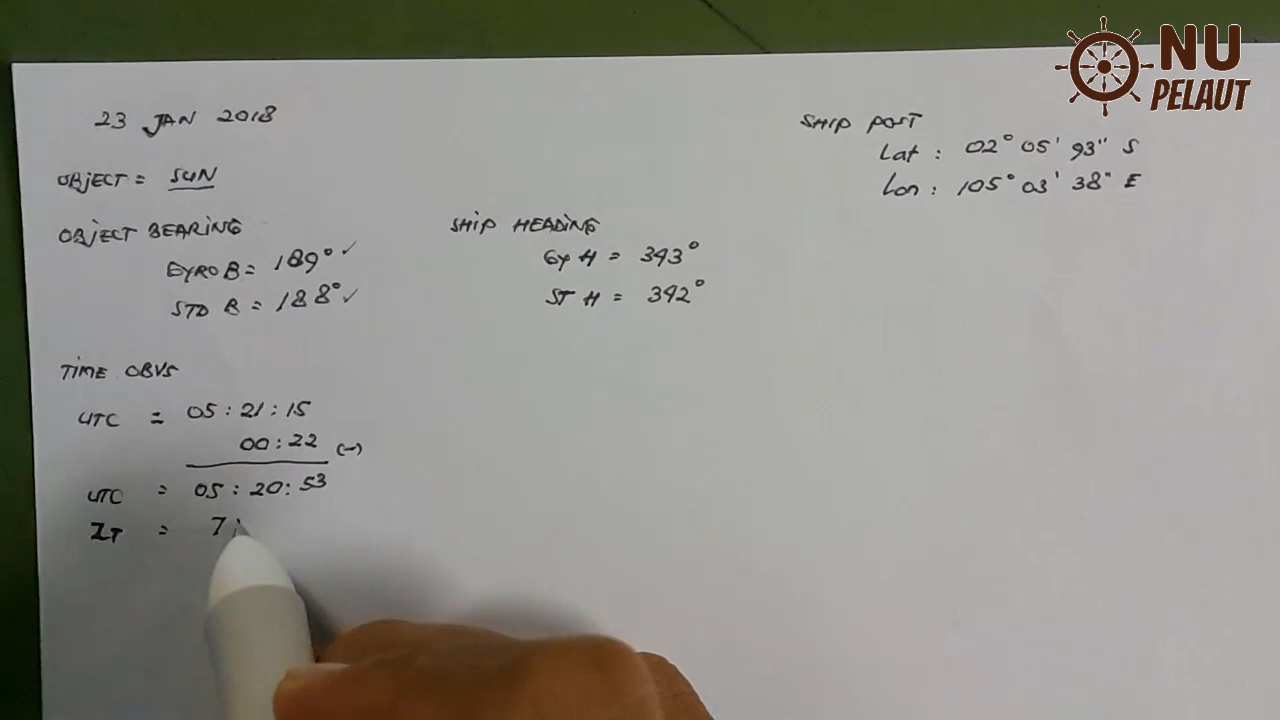 NU
PELAUT
23 JAN 2018
SHIP POST
Lat : 02° 05' 93" S
Lon : 105° 03' 38" E
OBJECT = SUN
OBJECT BEARING
GYRO B = 189° ✓
STD B = 188° ✓
SHIP HEADING
GY H = 343°
ST H = 342°
TIME OBVS
UTC = 05 : 21 : 15
00 : 22 (-)
UTC = 05 : 20 : 53
ZT = 7